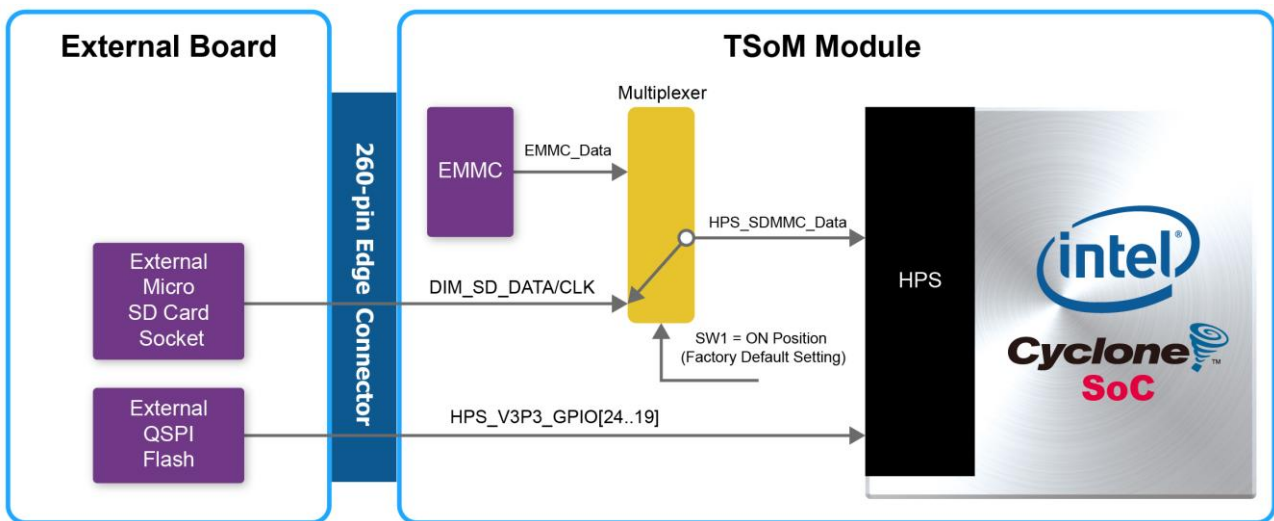 External Board
TSoM Module
260-pin Edge Connector
Multiplexer
EMMC
EMMC_Data
HPS_SDMMC_Data
External
Micro
SD Card
Socket
DIM_SD_DATA/CLK
SW1 = ON Position
(Factory Default Setting)
External
QSPI
Flash
HPS_V3P3_GPIO[24..19]
HPS
intel®
Cyclone™
SoC